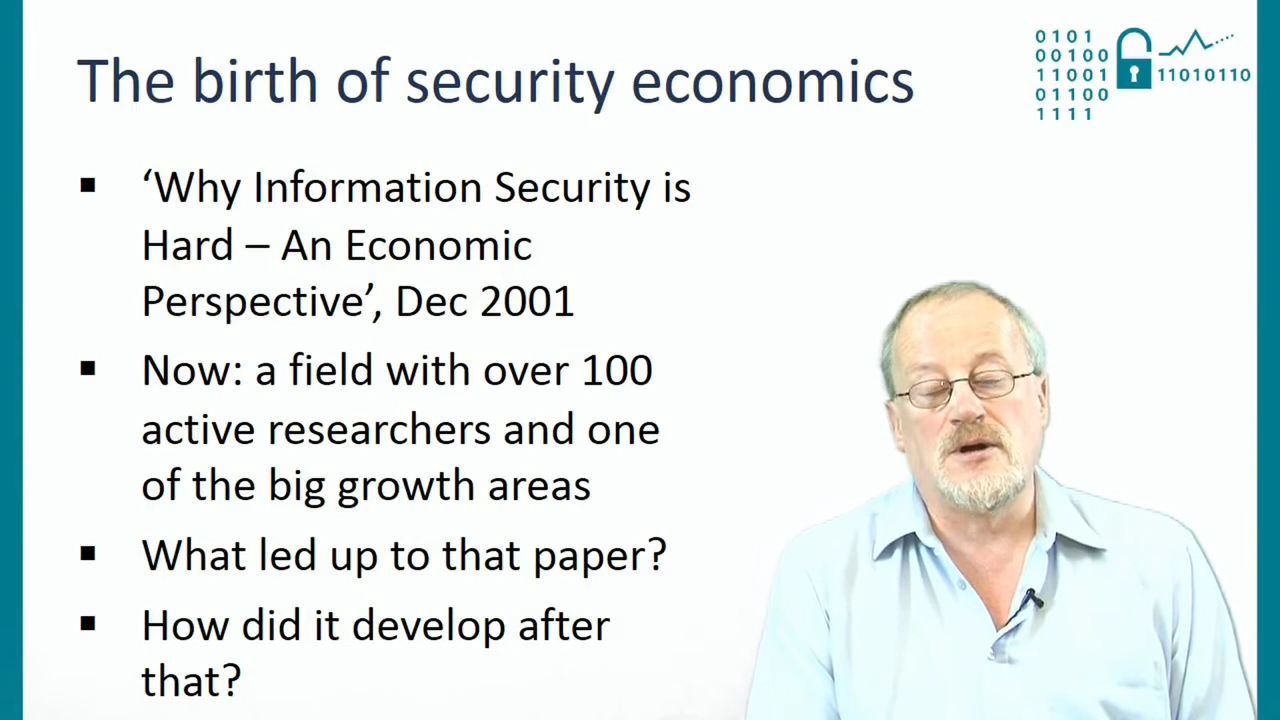 The birth of security economics
0101
00100
11001
11010110
01100
1111
▪ ‘Why Information Security is
Hard – An Economic
Perspective’, Dec 2001
▪ Now: a field with over 100
active researchers and one
of the big growth areas
▪ What led up to that paper?
▪ How did it develop after
that?